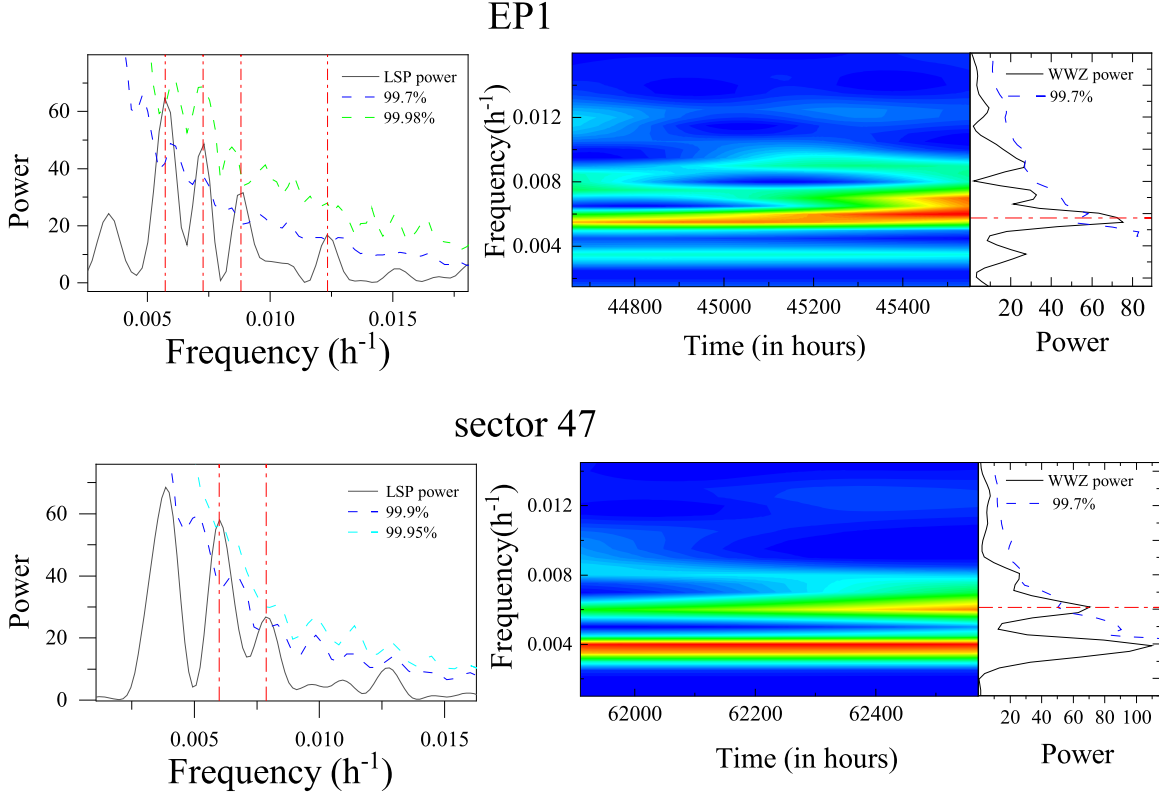 EP1
LSP power
99.7%
99.98%
60
40
20
0
Power
0.005 0.010 0.015
Frequency (h-1)
0.012
0.008
0.004
Frequency(h-1)
44800 45000 45200 45400
Time (in hours)
WWZ power
99.7%
20 40 60 80
Power
sector 47
LSP power
99.9%
99.95%
60
40
20
0
Power
0.005 0.010 0.015
Frequency (h-1)
0.012
0.008
0.004
Frequency(h-1)
62000 62200 62400
Time (in hours)
WWZ power
99.7%
20 40 60 80 100
Power